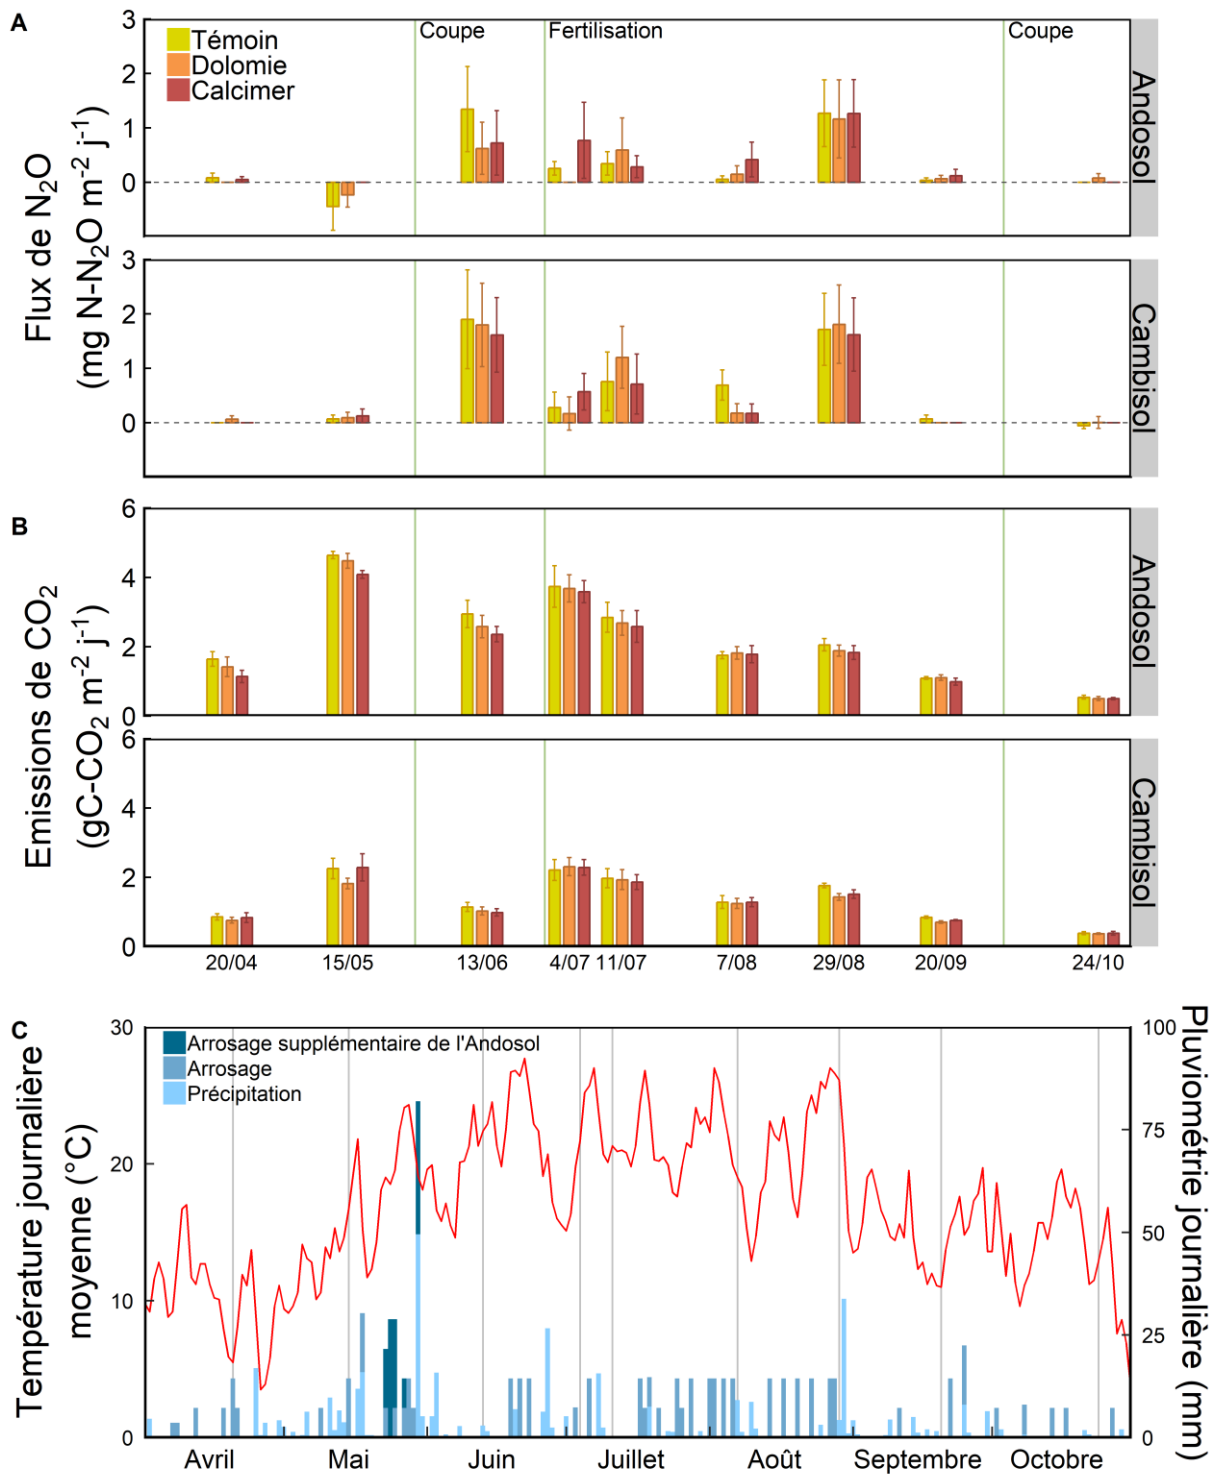 A
3
2
1
0
Témoin
Dolomie
Calcimer
Coupe
Fertilisation
Coupe
Andosol
Flux de N₂O
(mg N-N₂O m⁻² j⁻¹)
3
2
1
0
Cambisol
B
6
4
2
0
Andosol
Emissions de CO₂
(gC-CO₂ m⁻² j⁻¹)
6
4
2
0
Cambisol
20/04 15/05 13/06 4/07 11/07 7/08 29/08 20/09 24/10
C
30
20
10
0
Température journalière
moyenne (°C)
Arrosage supplémentaire de l'Andosol
Arrosage
Précipitation
100
75
50
25
0
Pluviométrie journalière (mm)
Avril Mai Juin Juillet Août Septembre Octobre